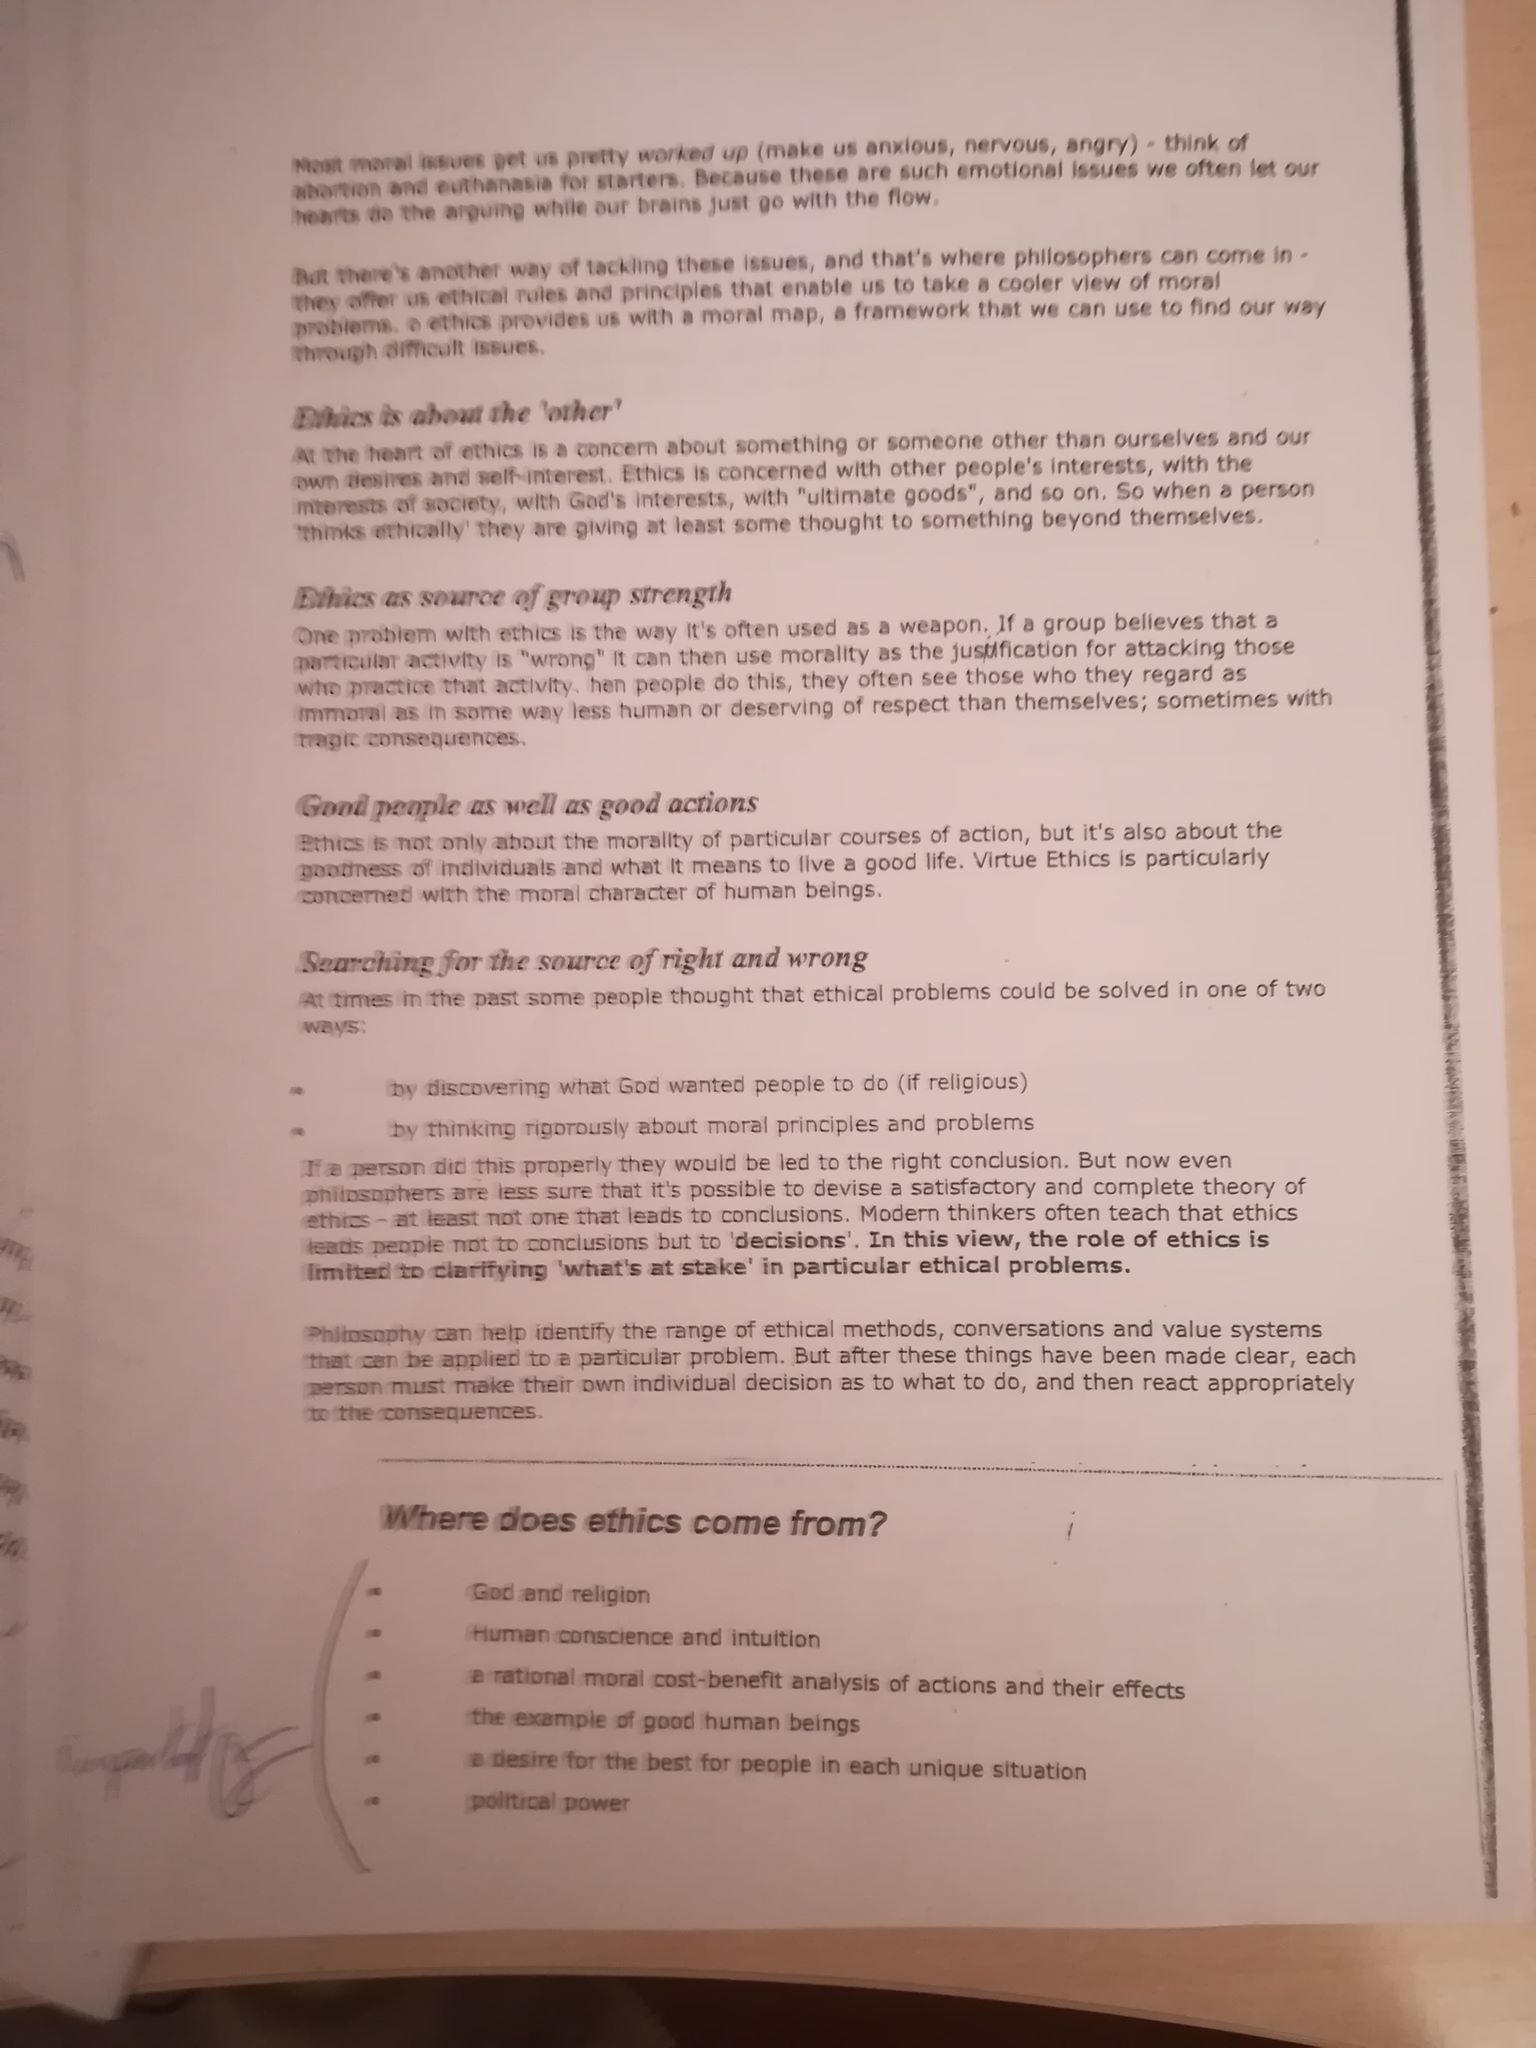 Most moral issues get us pretty worked up (make us anxious, nervous, angry) - think of
abortion and euthanasia for starters. Because these are such emotional issues we often let our
hearts do the arguing while our brains just go with the flow.
But there's another way of tackling these issues, and that's where philosophers can come in -
they offer us ethical rules and principles that enable us to take a cooler view of moral
problems. o ethics provides us with a moral map, a framework that we can use to find our way
through difficult issues.
Ethics is about the 'other'
At the heart of ethics is a concern about something or someone other than ourselves and our
own desires and self-interest. Ethics is concerned with other people's interests, with the
interests of society, with God's interests, with "ultimate goods", and so on. So when a person
'thinks ethically' they are giving at least some thought to something beyond themselves.
Ethics as source of group strength
One problem with ethics is the way it's often used as a weapon. If a group believes that a
particular activity is "wrong" it can then use morality as the justification for attacking those
who practice that activity. hen people do this, they often see those who they regard as
immoral as in some way less human or deserving of respect than themselves; sometimes with
tragic consequences.
Good people as well as good actions
Ethics is not only about the morality of particular courses of action, but it's also about the
goodness of individuals and what it means to live a good life. Virtue Ethics is particularly
concerned with the moral character of human beings.
Searching for the source of right and wrong
At times in the past some people thought that ethical problems could be solved in one of two
ways:
by discovering what God wanted people to do (if religious)
by thinking rigorously about moral principles and problems
If a person did this properly they would be led to the right conclusion. But now even
philosophers are less sure that it's possible to devise a satisfactory and complete theory of
ethics - at least not one that leads to conclusions. Modern thinkers often teach that ethics
leads people not to conclusions but to 'decisions'. In this view, the role of ethics is
limited to clarifying 'what's at stake' in particular ethical problems.
Philosophy can help identify the range of ethical methods, conversations and value systems
that can be applied to a particular problem. But after these things have been made clear, each
person must make their own individual decision as to what to do, and then react appropriately
to the consequences.
Where does ethics come from?
God and religion
Human conscience and intuition
a rational moral cost-benefit analysis of actions and their effects
the example of good human beings
a desire for the best for people in each unique situation
political power